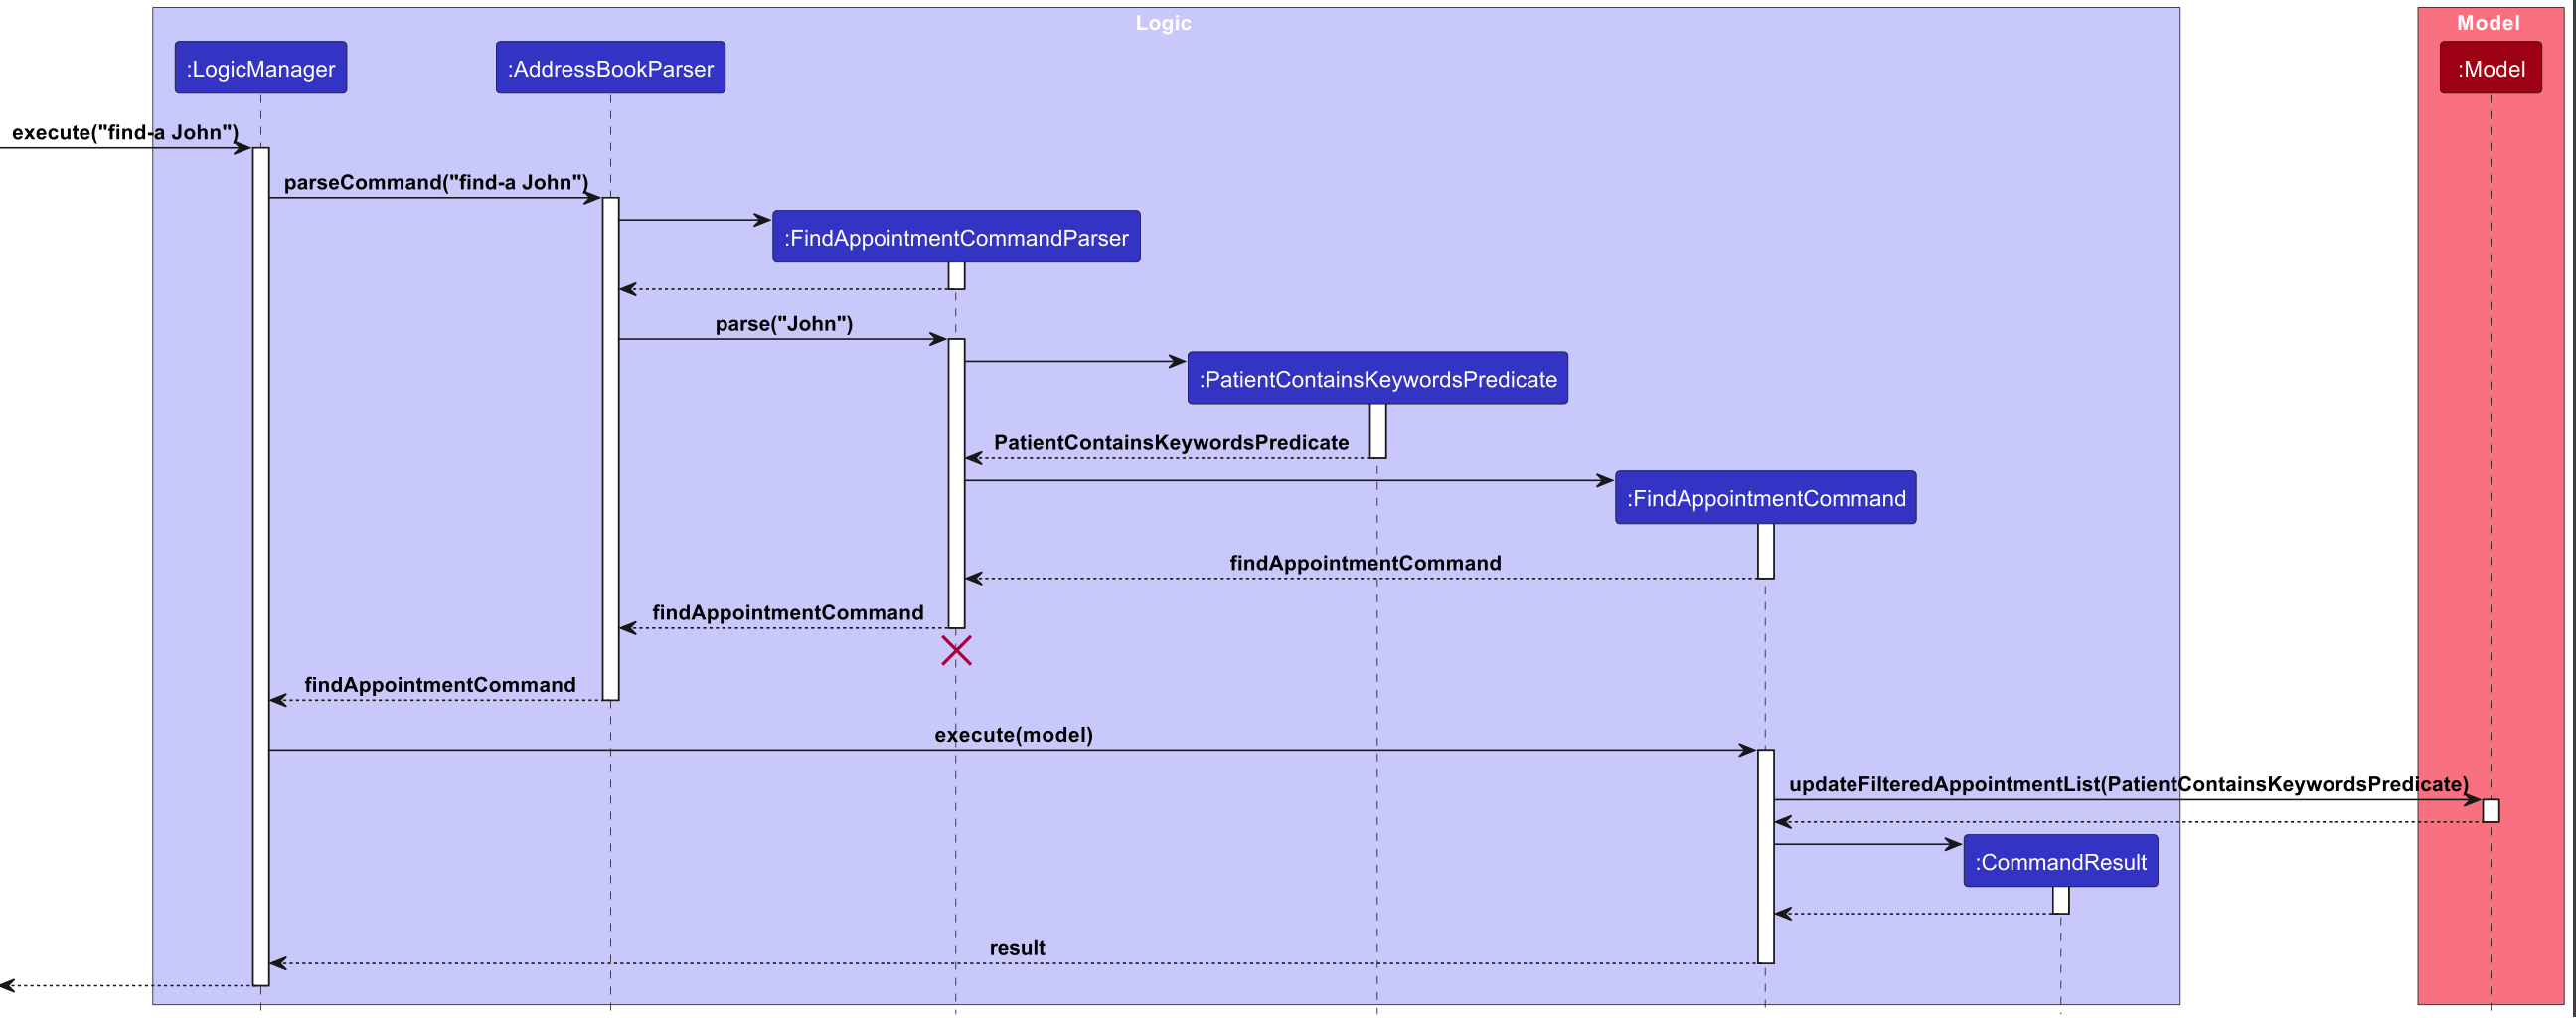 Logic
Model
:LogicManager
:AddressBookParser
:Model
execute("find-a John")
parseCommand("find-a John")
:FindAppointmentCommandParser
parse("John")
:PatientContainsKeywordsPredicate
PatientContainsKeywordsPredicate
:FindAppointmentCommand
findAppointmentCommand
findAppointmentCommand
findAppointmentCommand
execute(model)
updateFilteredAppointmentList(PatientContainsKeywordsPredicate)
:CommandResult
result